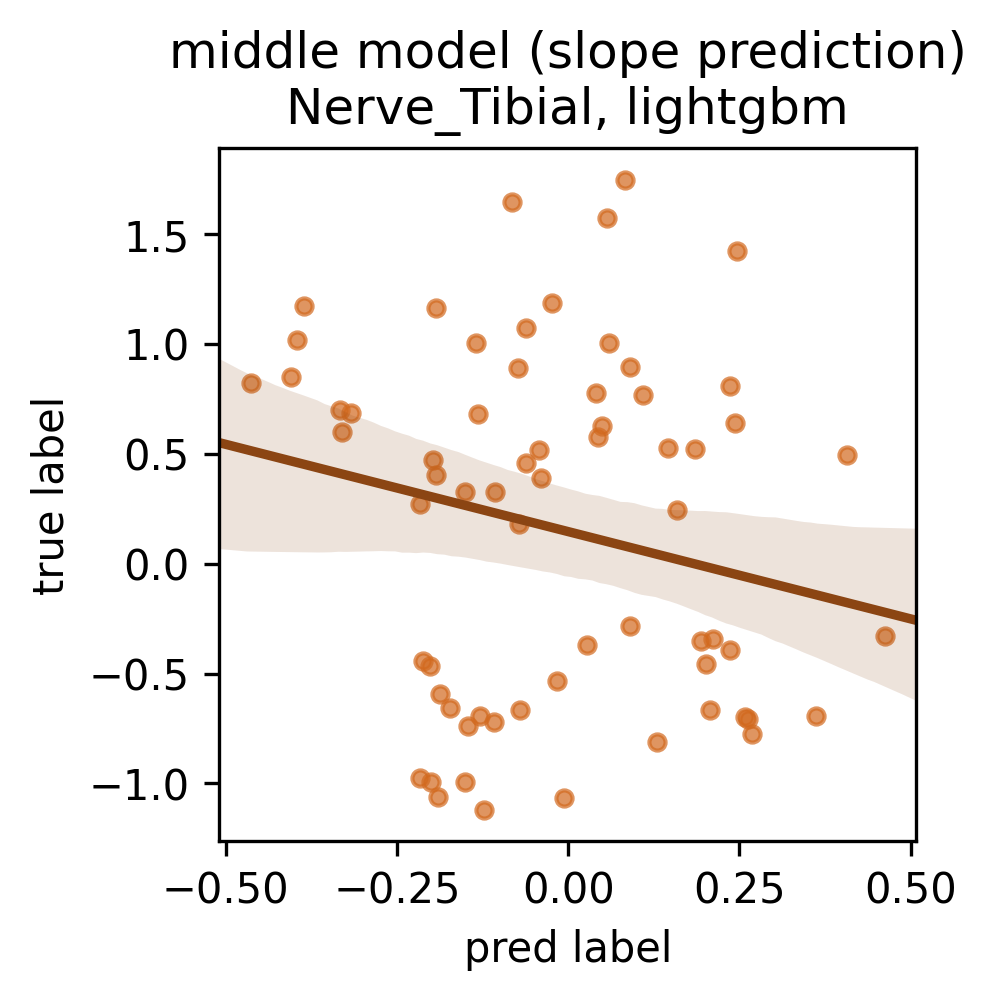 middle model (slope prediction)
Nerve_Tibial, lightgbm
1.5
1.0
0.5
0.0
−0.5
−1.0
true label
−0.50 −0.25 0.00 0.25 0.50
pred label